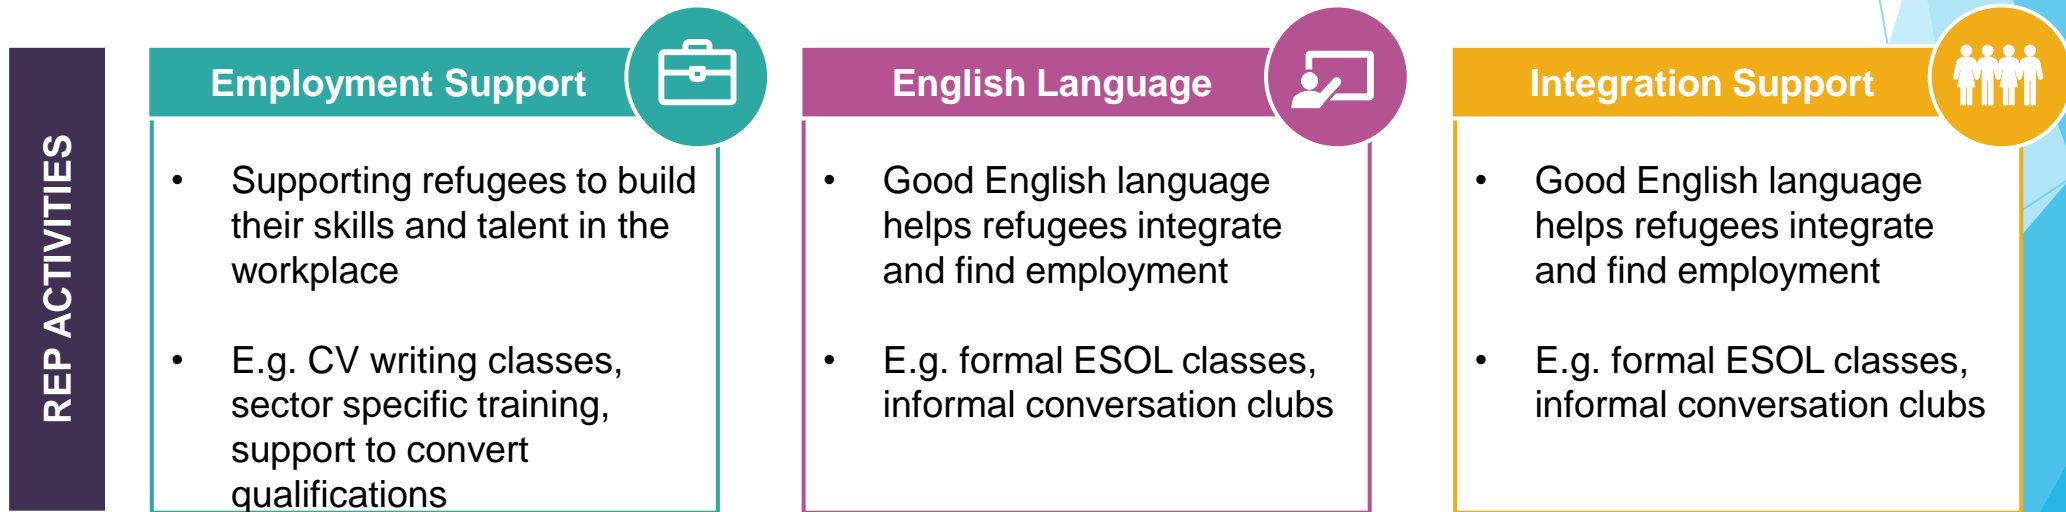 REP ACTIVITIES
Employment Support
• Supporting refugees to build
their skills and talent in the
workplace
• E.g. CV writing classes,
sector specific training,
support to convert
qualifications
English Language
• Good English language
helps refugees integrate
and find employment
• E.g. formal ESOL classes,
informal conversation clubs
Integration Support
• Good English language
helps refugees integrate
and find employment
• E.g. formal ESOL classes,
informal conversation clubs